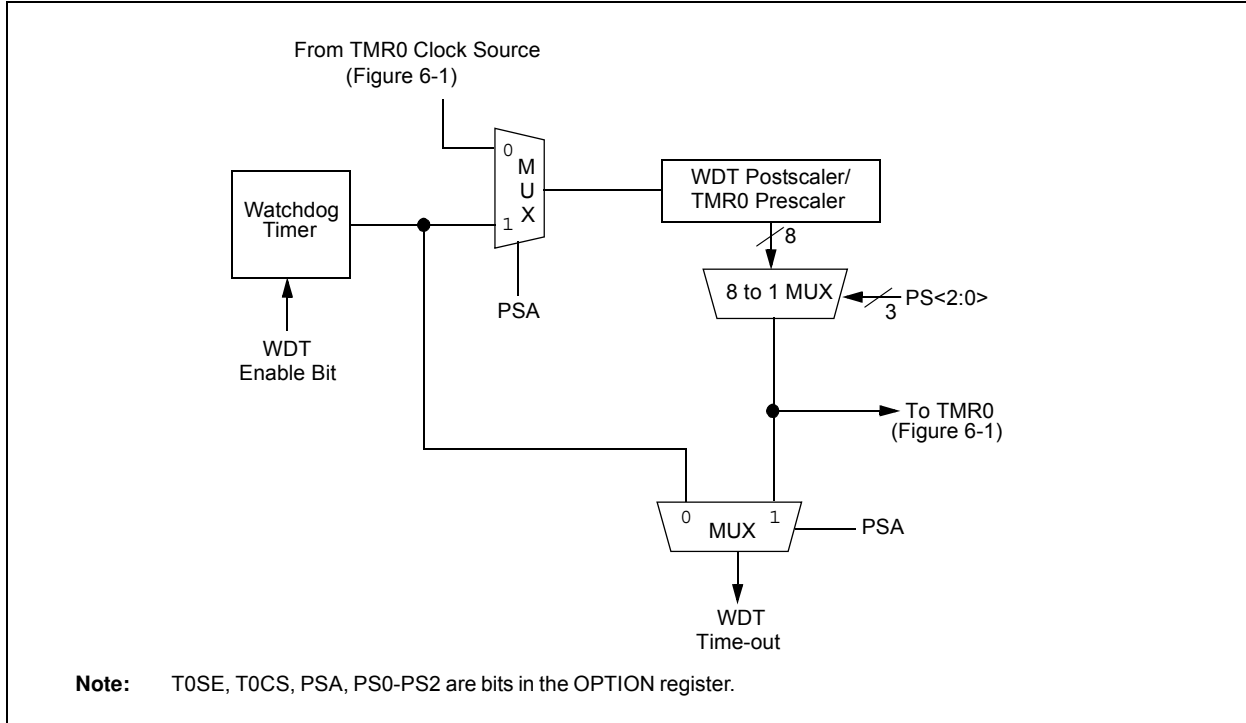 From TMR0 Clock Source
(Figure 6-1)
0
M
U
X
1
PSA
Watchdog
Timer
WDT
Enable Bit
WDT Postscaler/
TMR0 Prescaler
8
8 to 1 MUX
PS<2:0>
3
To TMR0
(Figure 6-1)
0
1
MUX
PSA
WDT
Time-out
Note: T0SE, T0CS, PSA, PS0-PS2 are bits in the OPTION register.